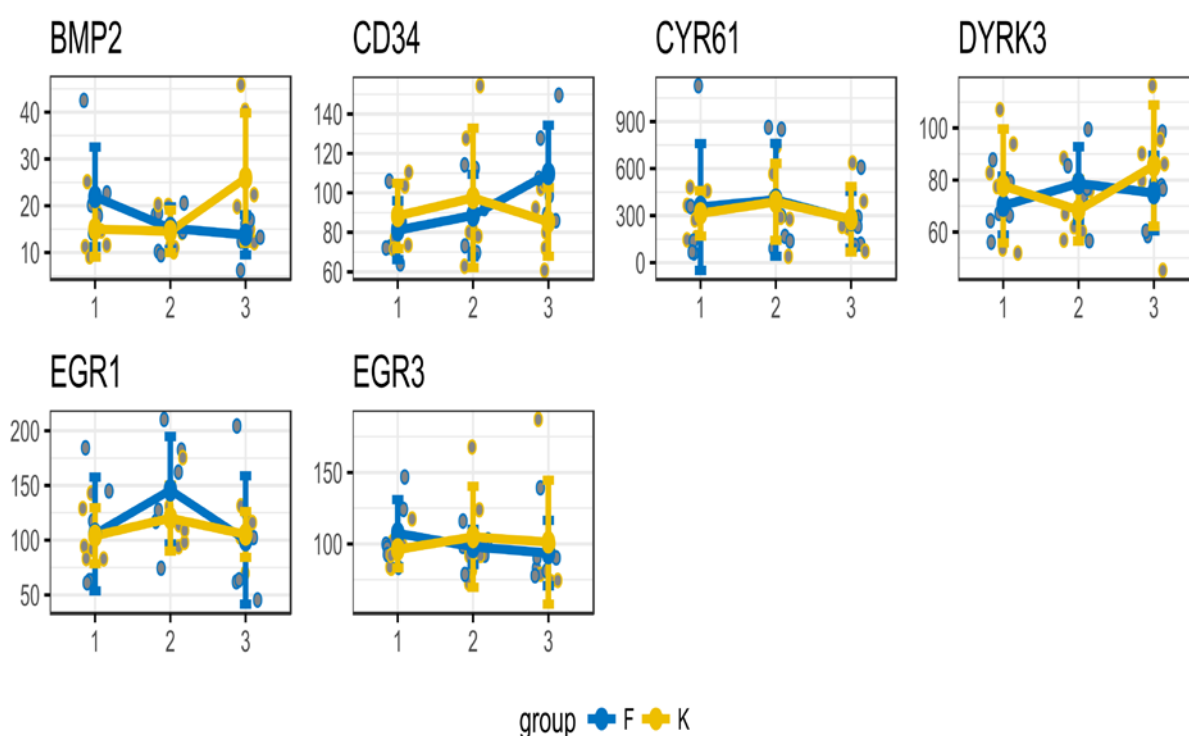 BMP2 CD34 CYR61 DYRK3
40 140 900 100
30 120 600 80
20 100 300 60
10 80 0
60
1 2 3 1 2 3 1 2 3 1 2 3
EGR1 EGR3
200 150
150 100
100
50
1 2 3 1 2 3
group F K